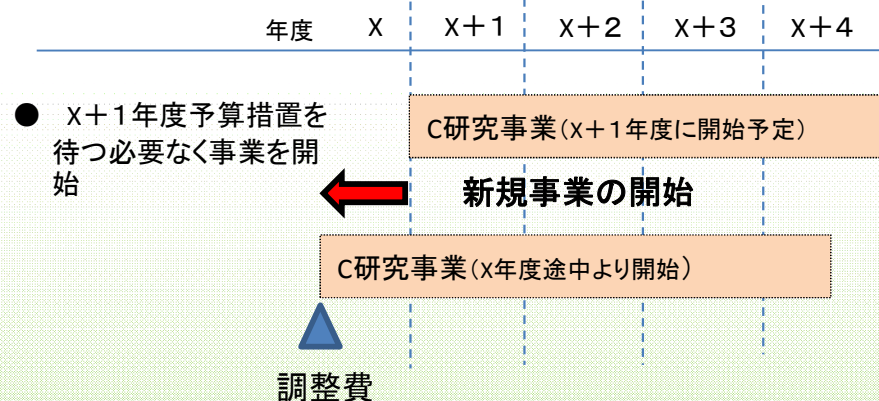 年度 X X+1 X+2 X+3 X+4
● X+1年度予算措置を
待つ必要なく事業を開
始
C研究事業(X+1年度に開始予定)
新規事業の開始
C研究事業(X年度途中より開始)
調整費